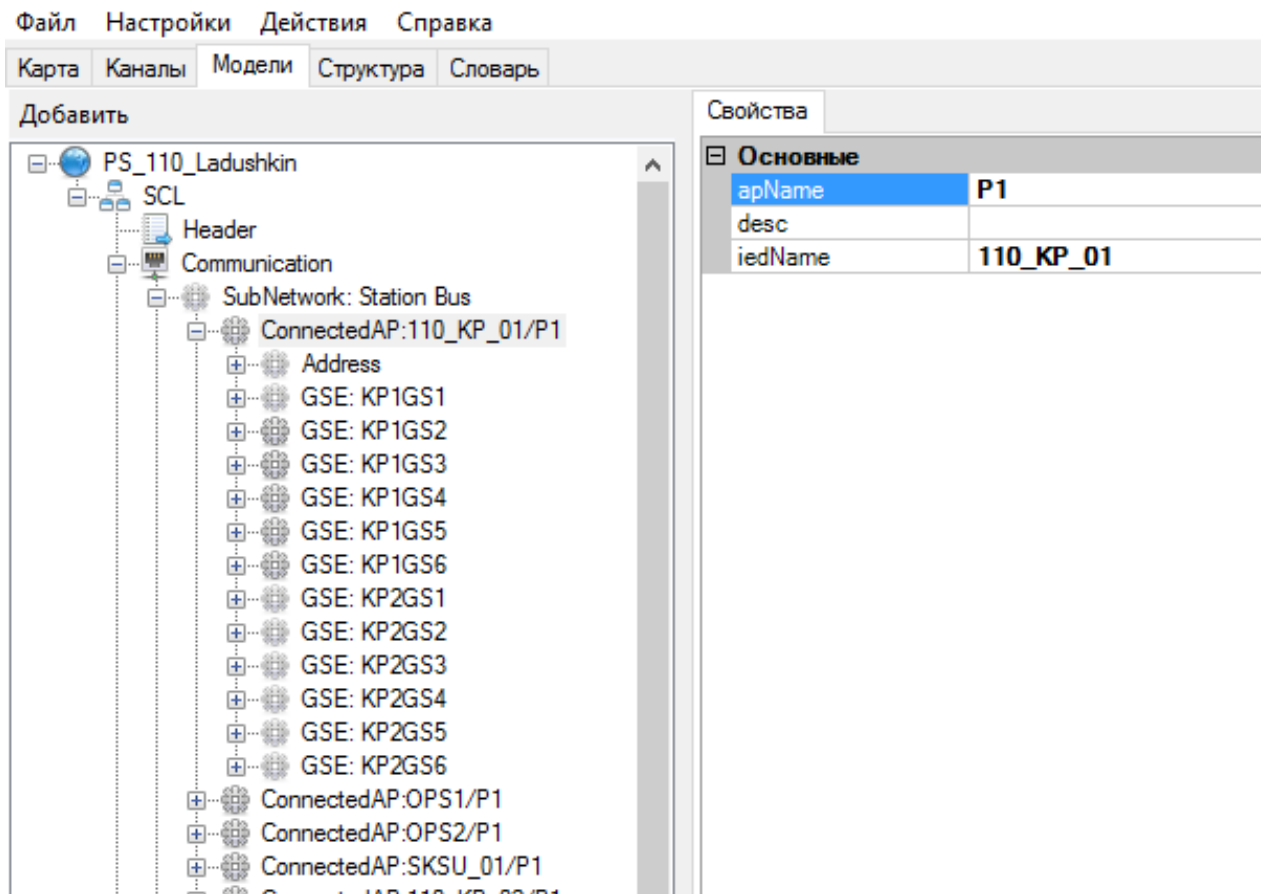 Файл Настройки Действия Справка
Карта Каналы Модели Структура Словарь
Добавить
PS_110_Ladushkin
SCL
Header
Communication
SubNetwork: Station Bus
ConnectedAP:110_KP_01/P1
Address
GSE: KP1GS1
GSE: KP1GS2
GSE: KP1GS3
GSE: KP1GS4
GSE: KP1GS5
GSE: KP1GS6
GSE: KP2GS1
GSE: KP2GS2
GSE: KP2GS3
GSE: KP2GS4
GSE: KP2GS5
GSE: KP2GS6
ConnectedAP:OPS1/P1
ConnectedAP:OPS2/P1
ConnectedAP:SKSU_01/P1
Свойства
Основные
apName P1
desc
iedName 110_KP_01